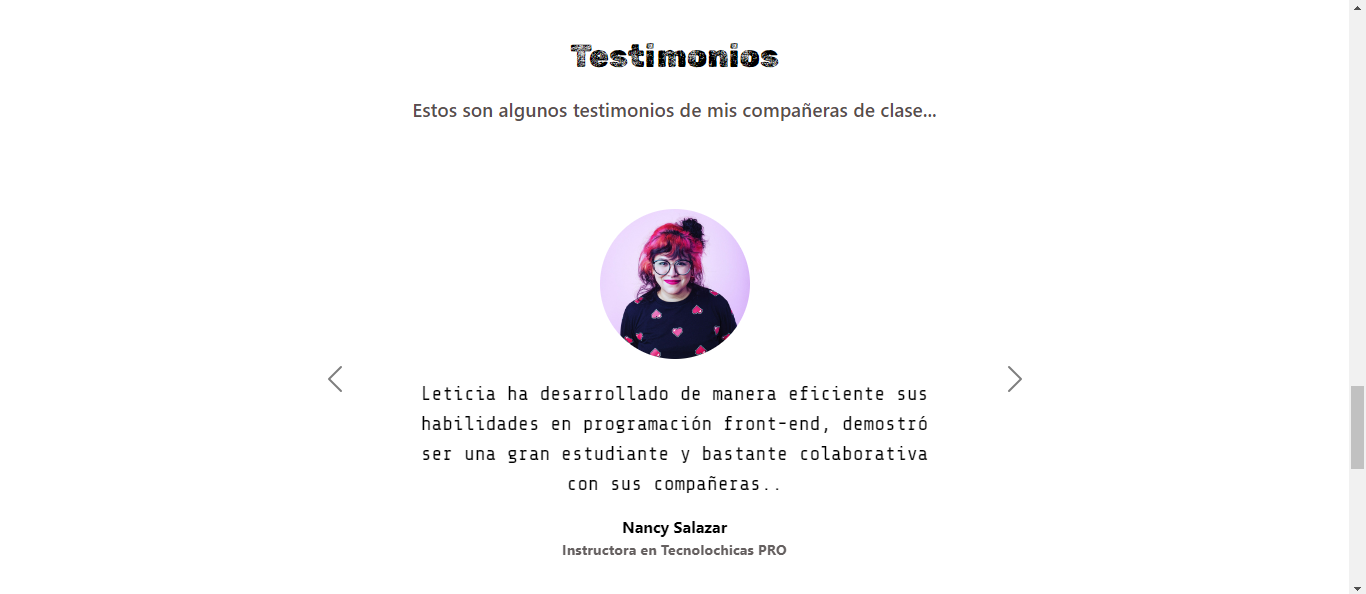 Testimonios
Estos son algunos testimonios de mis compañeras de clase...
Leticia ha desarrollado de manera eficiente sus
habilidades en programación front-end, demostró
ser una gran estudiante y bastante colaborativa
con sus compañeras..
Nancy Salazar
Instructora en Tecnolochicas PRO